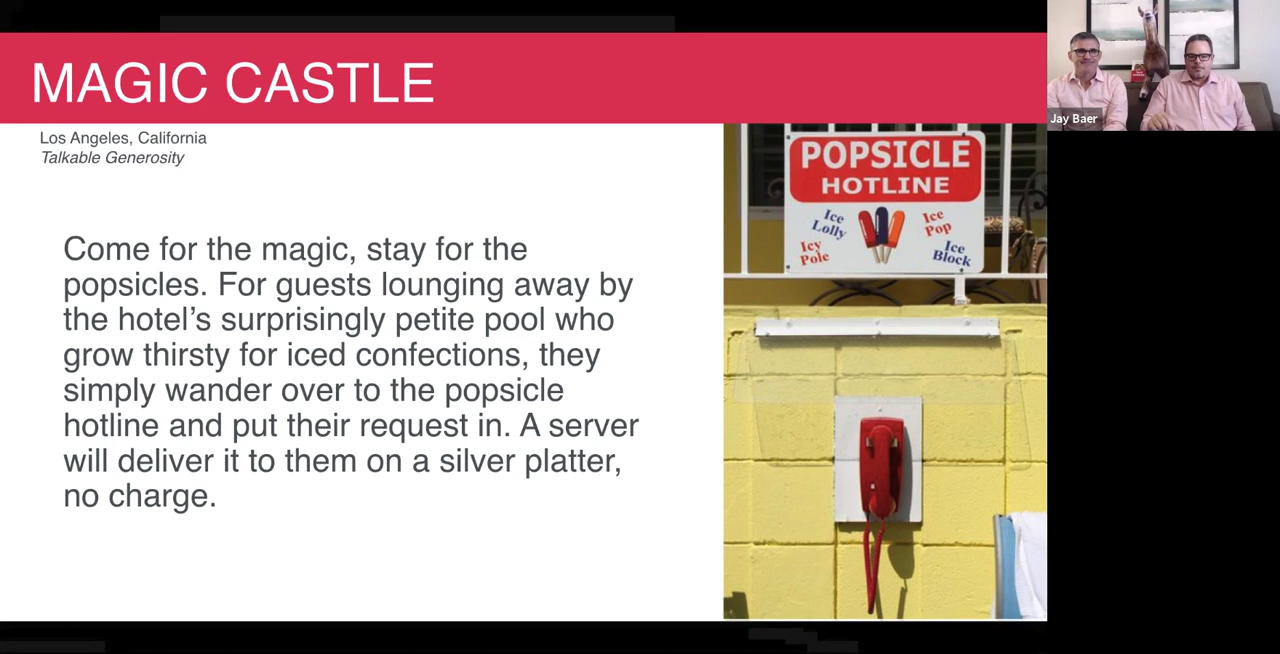 MAGIC CASTLE
Los Angeles, California
Talkable Generosity
Come for the magic, stay for the
popsicles. For guests lounging away by
the hotel’s surprisingly petite pool who
grow thirsty for iced confections, they
simply wander over to the popsicle
hotline and put their request in. A server
will deliver it to them on a silver platter,
no charge.
POPSICLE
HOTLINE
Ice
Lolly
Ice
Pop
Icy
Pole
Ice
Block
Jay Baer